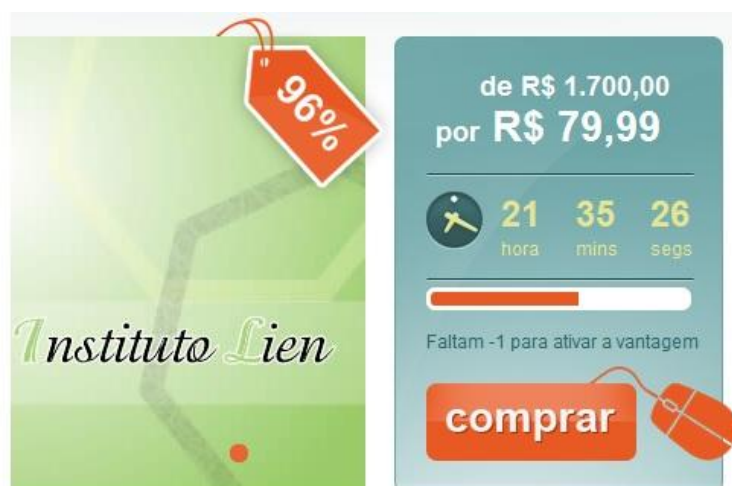 96%
Instituto Lien
de R$ 1.700,00
por R$ 79,99
21 35 26
hora mins segs
Faltam -1 para ativar a vantagem
comprar